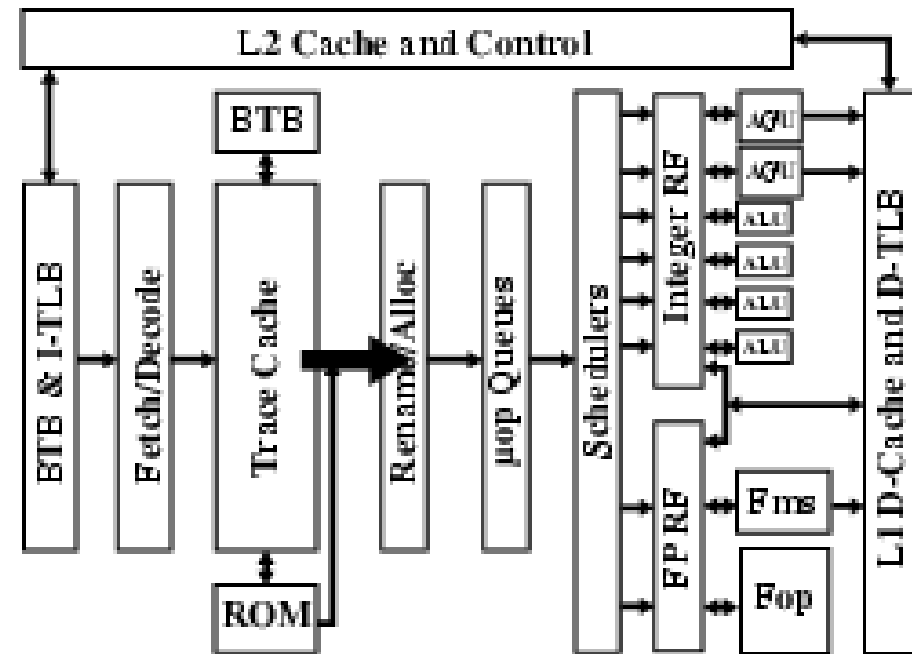 L2 Cache and Control
BTB
BTB & I-TLB
Fetch/Decode
Trace Cache
ROM
Rename/Alloc
µop Queues
Schedulers
Integer RF
FP RF
AGU
AGU
ALU
ALU
ALU
ALU
Fms
Fop
L1 D-Cache and D-TLB